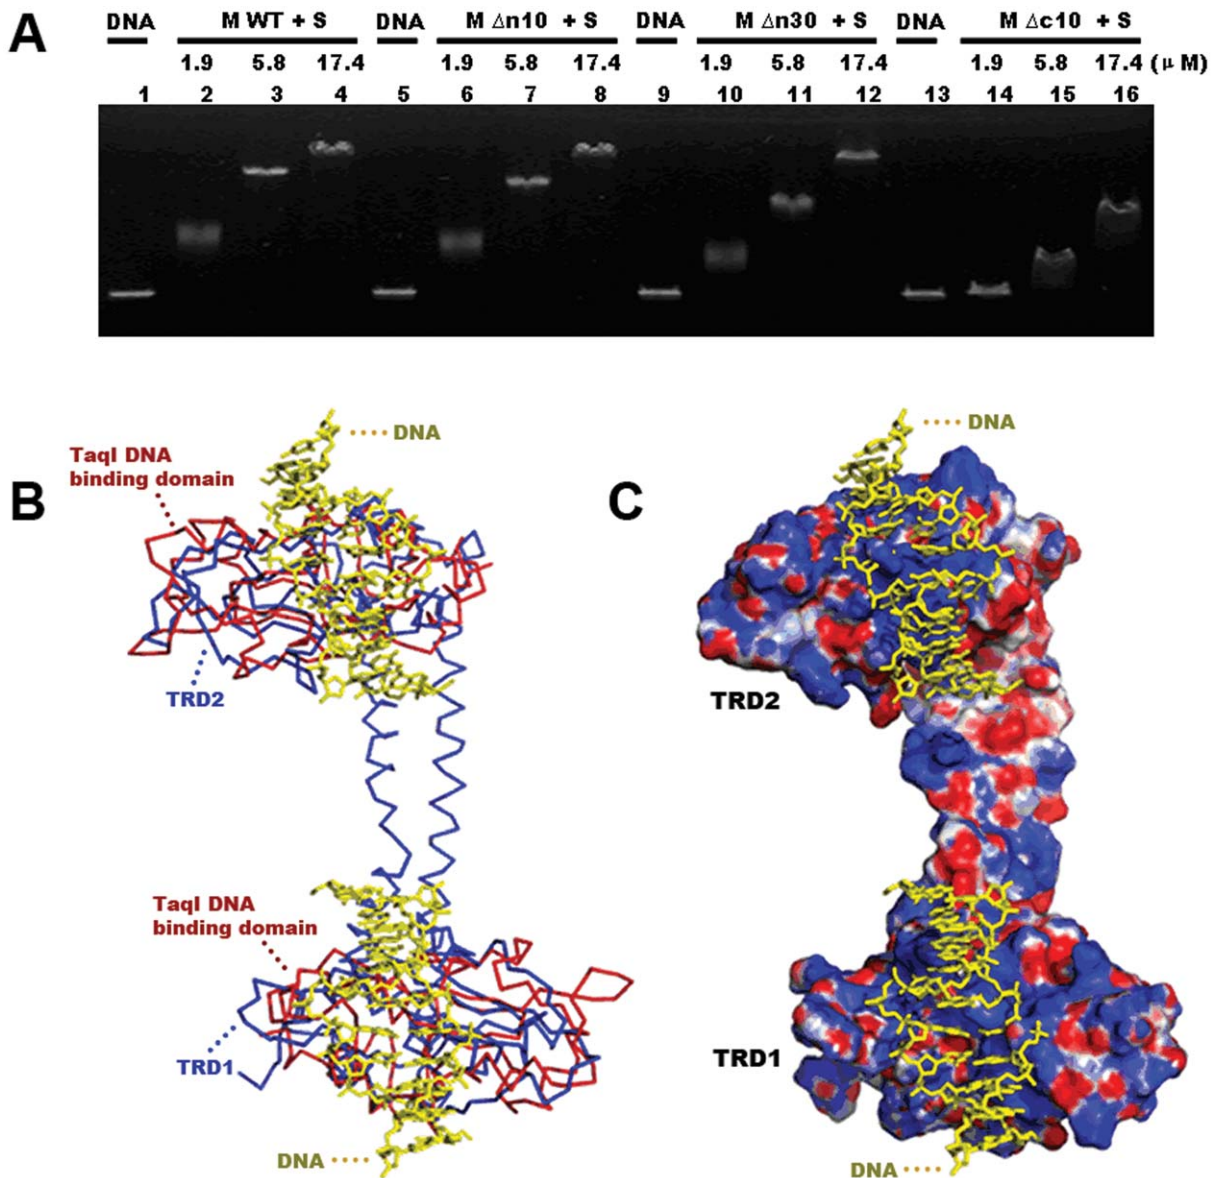 A
DNA M WT + S DNA M Δn10 + S DNA M Δn30 + S DNA M Δc10 + S
1.9 5.8 17.4 1.9 5.8 17.4 1.9 5.8 17.4 1.9 5.8 17.4 (μ M)
1 2 3 4 5 6 7 8 9 10 11 12 13 14 15 16
B
DNA
TaqI DNA
binding domain
TRD2
TaqI DNA
binding domain
TRD1
DNA
C
DNA
TRD2
TRD1
DNA